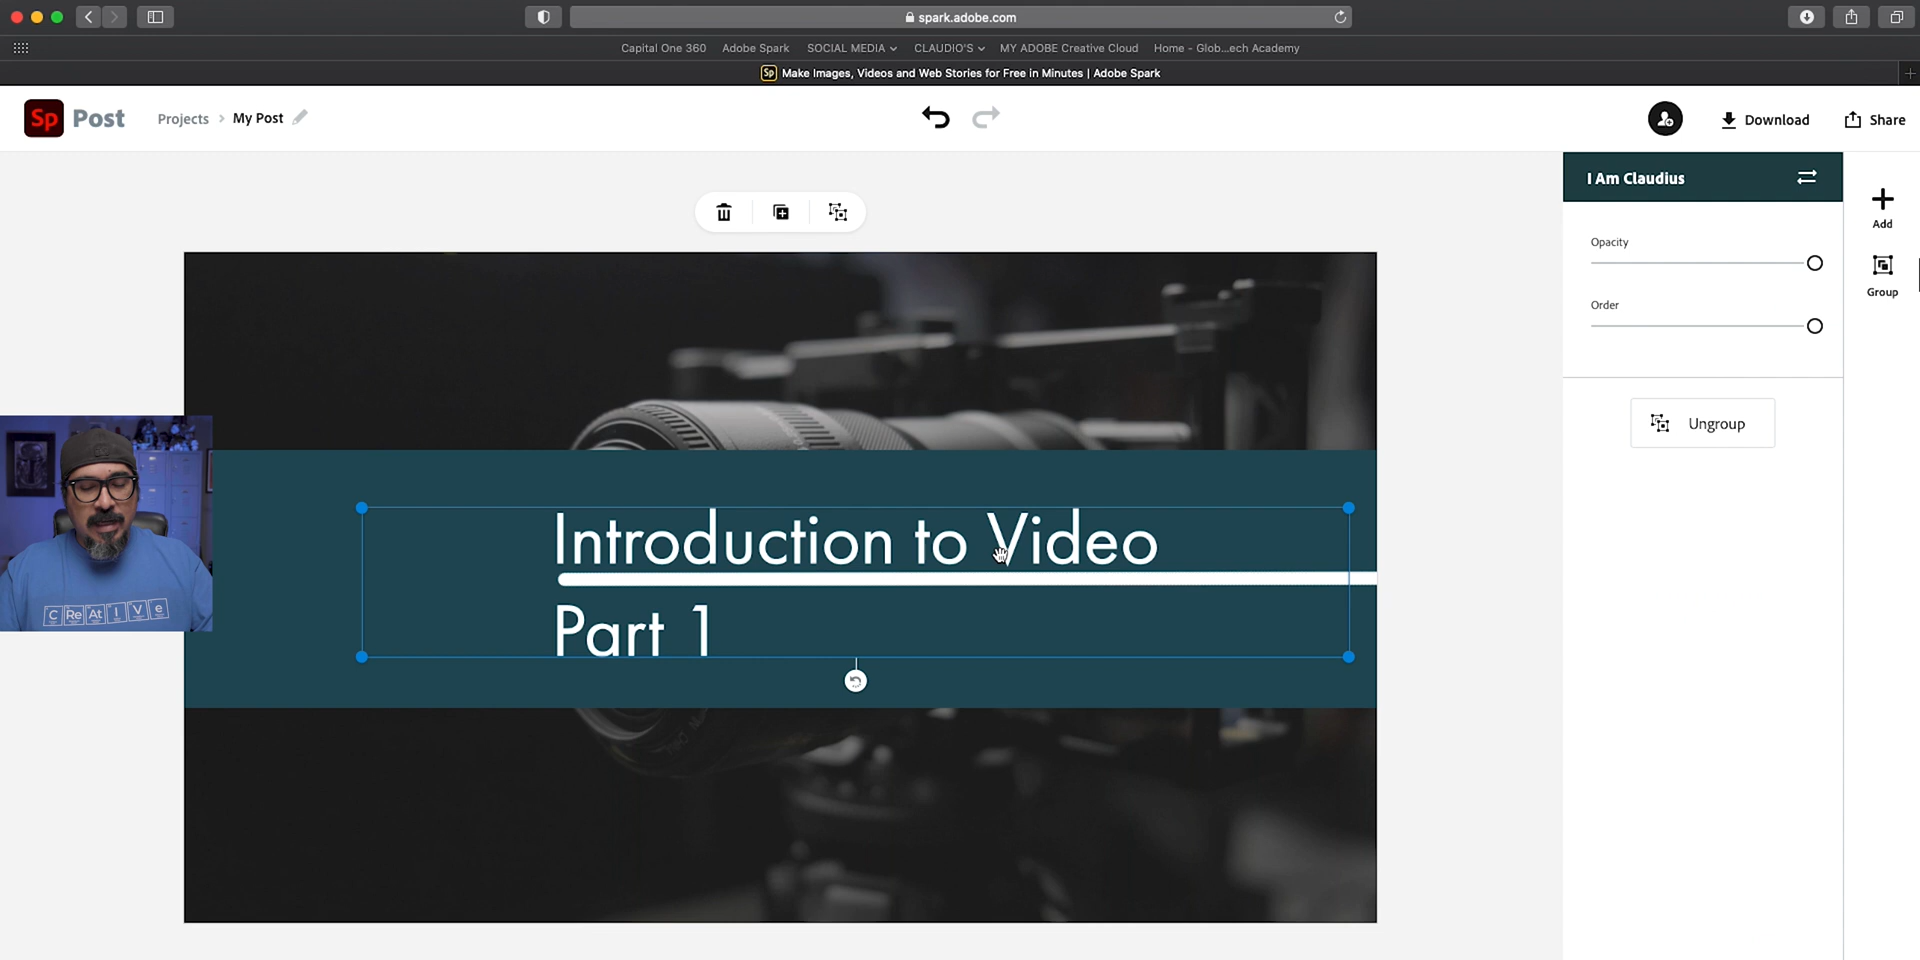 spark.adobe.com
Capital One 360 Adobe Spark SOCIAL MEDIA CLAUDIO'S MY ADOBE Creative Cloud Home - Glob...ech Academy
Sp Make Images, Videos and Web Stories for Free in Minutes | Adobe Spark
Sp Post Projects > My Post Download Share
I Am Claudius
Add
Opacity
Group
Order
Ungroup
Introduction to Video
Part 1
C Re At I V e